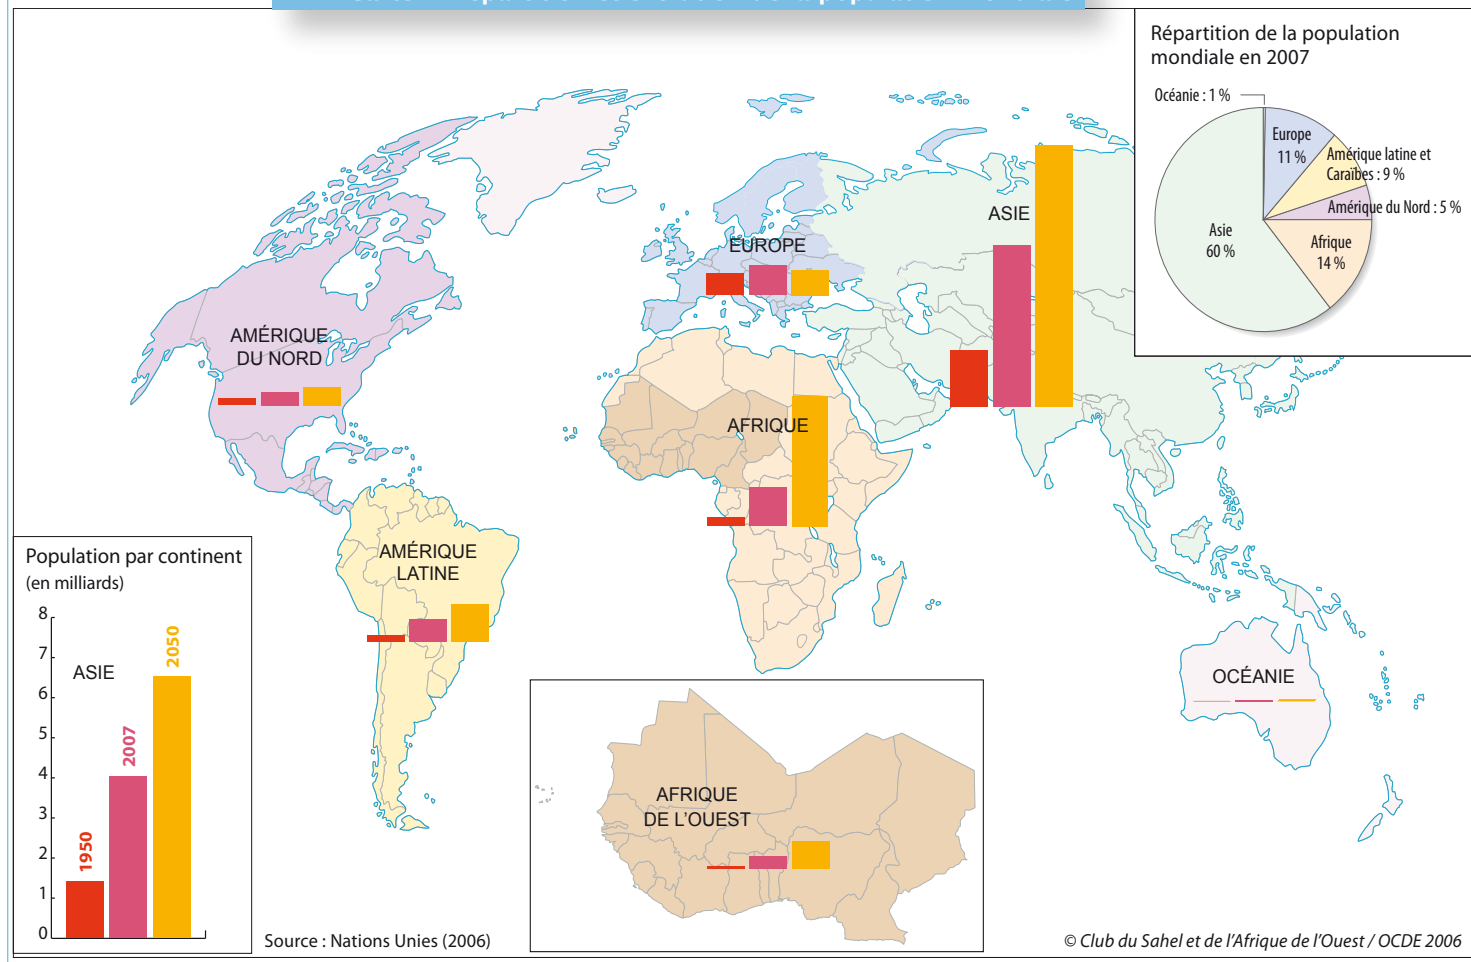 Répartition de la population
mondiale en 2007
Océanie : 1 %
Europe
11 %
Amérique latine et
Caraïbes : 9 %
Amérique du Nord : 5 %
Asie
60 %
Afrique
14 %
ASIE
EUROPE
AMÉRIQUE
DU NORD
AFRIQUE
AMÉRIQUE
LATINE
OCÉANIE
Population par continent
(en milliards)
8
7
6
5
4
3
2
1
0
ASIE
1950
2007
2050
AFRIQUE
DE L'OUEST
Source : Nations Unies (2006)
© Club du Sahel et de l'Afrique de l'Ouest / OCDE 2006